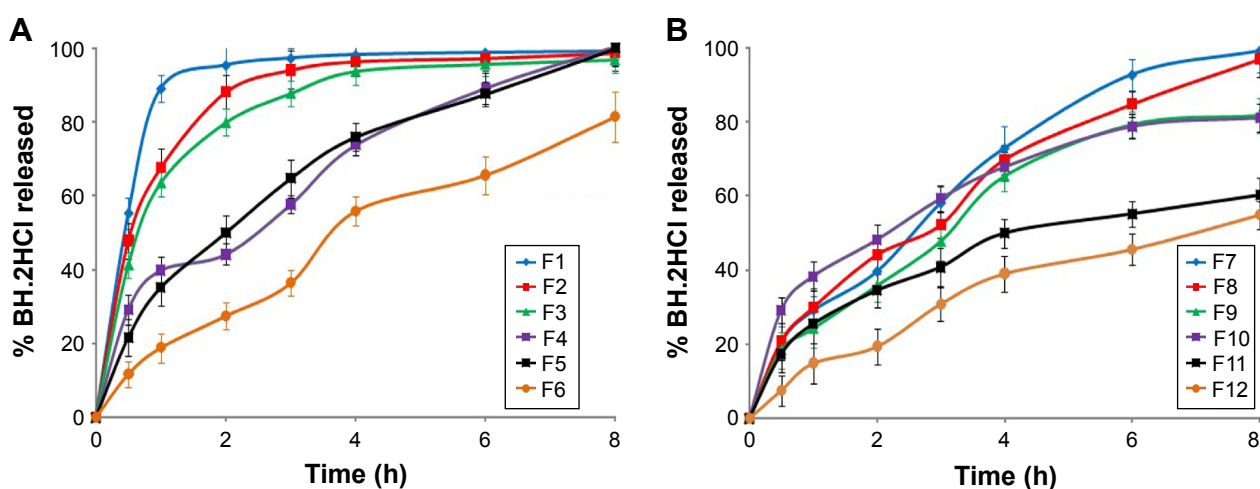 A
% BH.2HCl released
100
80
60
40
20
0
0 2 4 6 8
Time (h)
F1
F2
F3
F4
F5
F6
B
% BH.2HCl released
100
80
60
40
20
0
0 2 4 6 8
Time (h)
F7
F8
F9
F10
F11
F12